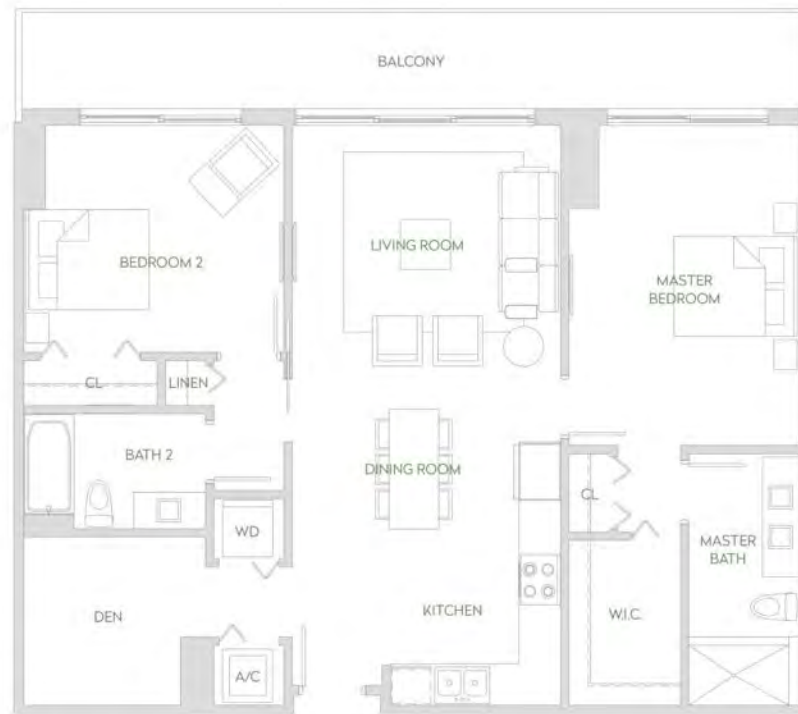 BALCONY
BEDROOM 2
LIVING ROOM
MASTER
BEDROOM
CL
LINEN
BATH 2
DINING ROOM
CL
WD
MASTER
BATH
DEN
KITCHEN
W.I.C.
A/C